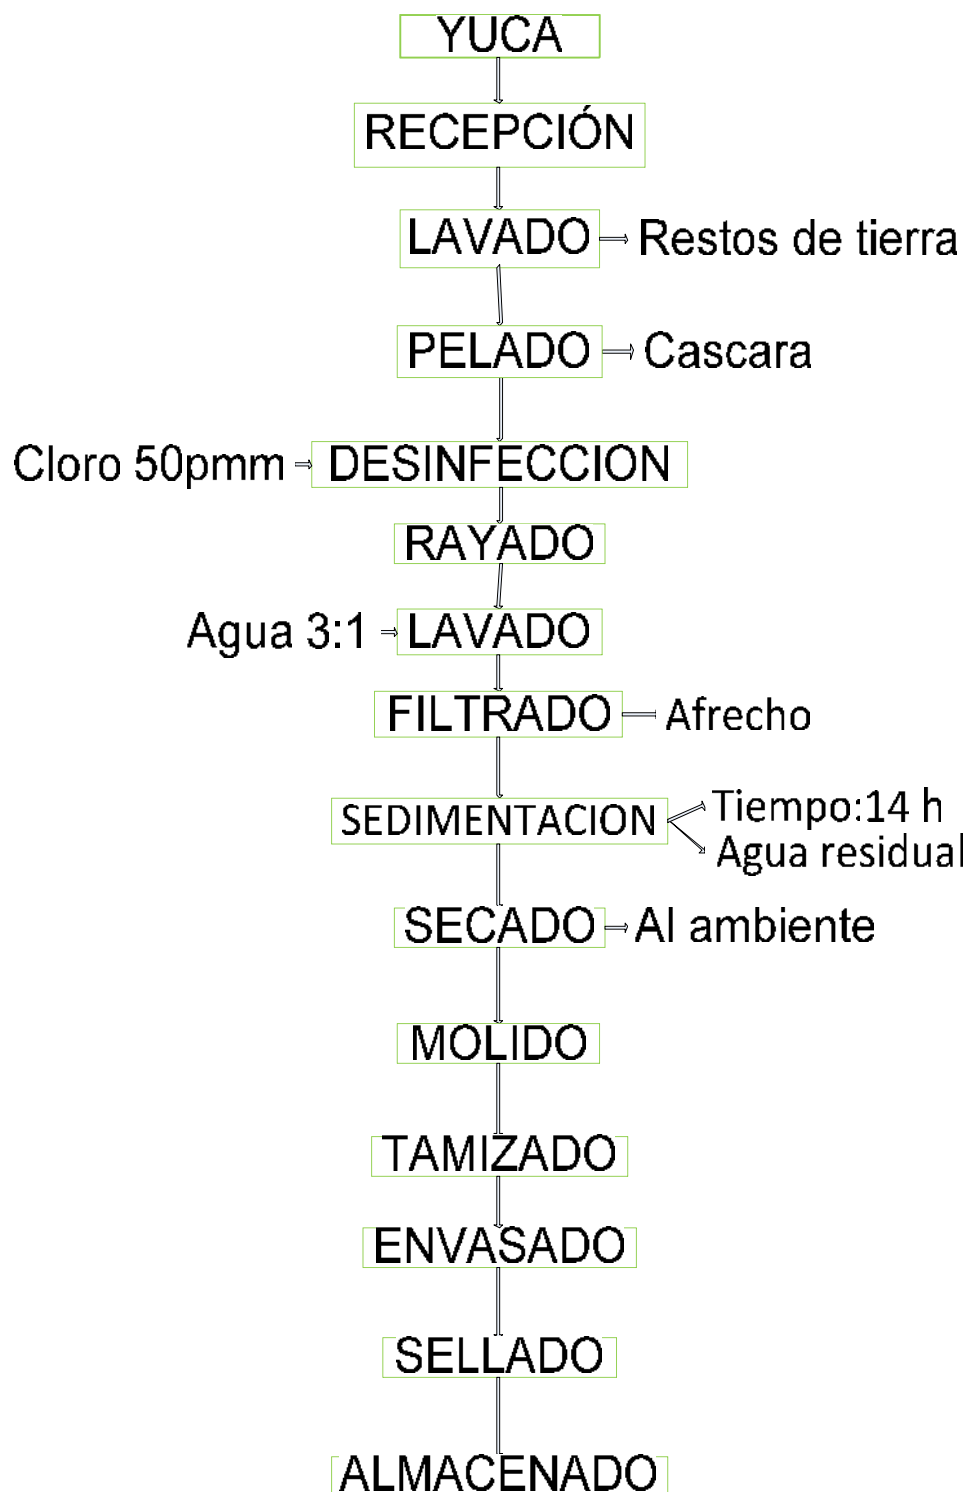 YUCA
RECEPCIÓN
LAVADO Restos de tierra
PELADO Cascara
Cloro 50pmm DESINFECCION
RAYADO
Agua 3:1 LAVADO
FILTRADO Afrecho
Tiempo:14 h
SEDIMENTACION
Agua residual
SECADO Al ambiente
MOLIDO
TAMIZADO
ENVASADO
SELLADO
ALMACENADO